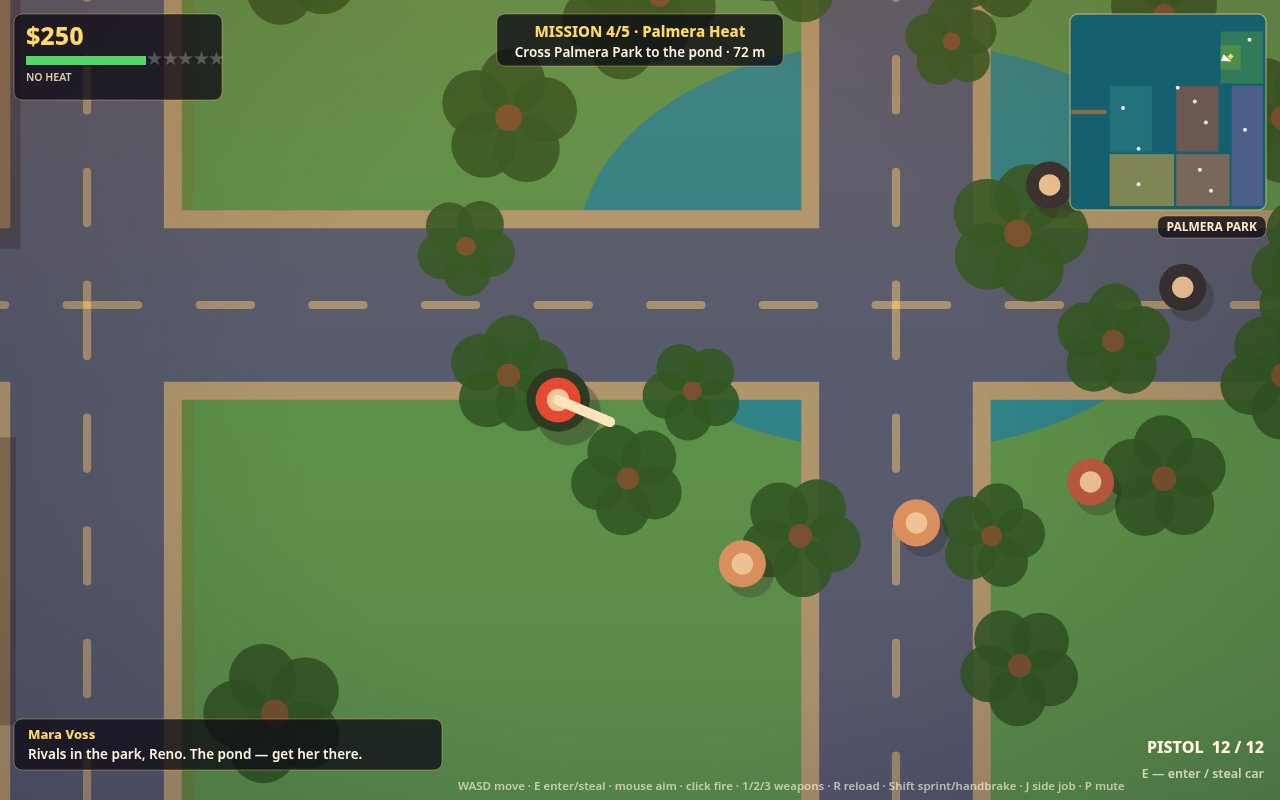 $250
★★★★★
NO HEAT
MISSION 4/5 · Palmera Heat
Cross Palmera Park to the pond · 72 m
PALMERA PARK
Mara Voss
Rivals in the park, Reno. The pond — get her there.
PISTOL 12 / 12
E — enter / steal car
WASD move · E enter/steal · mouse aim · click fire · 1/2/3 weapons · R reload · Shift sprint/handbrake · J side job · P mute